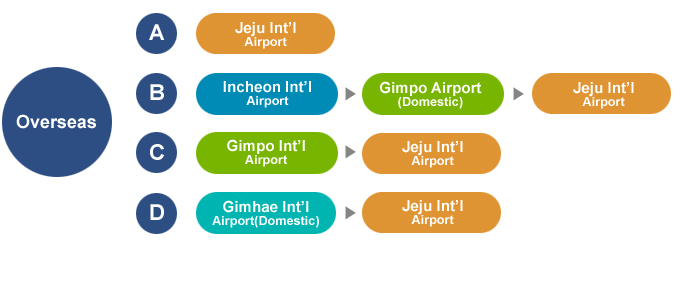 Overseas
A
Jeju Int'l
Airport
B
Incheon Int'l
Airport
Gimpo Airport
(Domestic)
Jeju Int'l
Airport
C
Gimpo Int'l
Airport
Jeju Int'l
Airport
D
Gimhae Int'l
Airport(Domestic)
Jeju Int'l
Airport